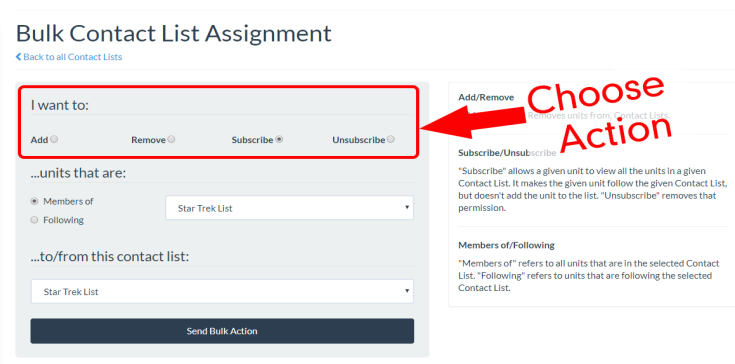 Bulk Contact List Assignment
Back to all Contact Lists
I want to:
Add
Remove
Subscribe
Unsubscribe
...units that are:
Members of
Following
Star Trek List
...to/from this contact list:
Star Trek List
Send Bulk Action
Choose
Action
Add/Remove
Removes units from, Contact Lists
Subscribe/Unsubscribe
"Subscribe" allows a given unit to view all the units in a given
Contact List. It makes the given unit follow the given Contact List,
but doesn't add the unit to the list. "Unsubscribe" removes that
permission.
Members of/Following
"Members of" refers to all units that are in the selected Contact
List. "Following" refers to units that are following the selected
Contact List.